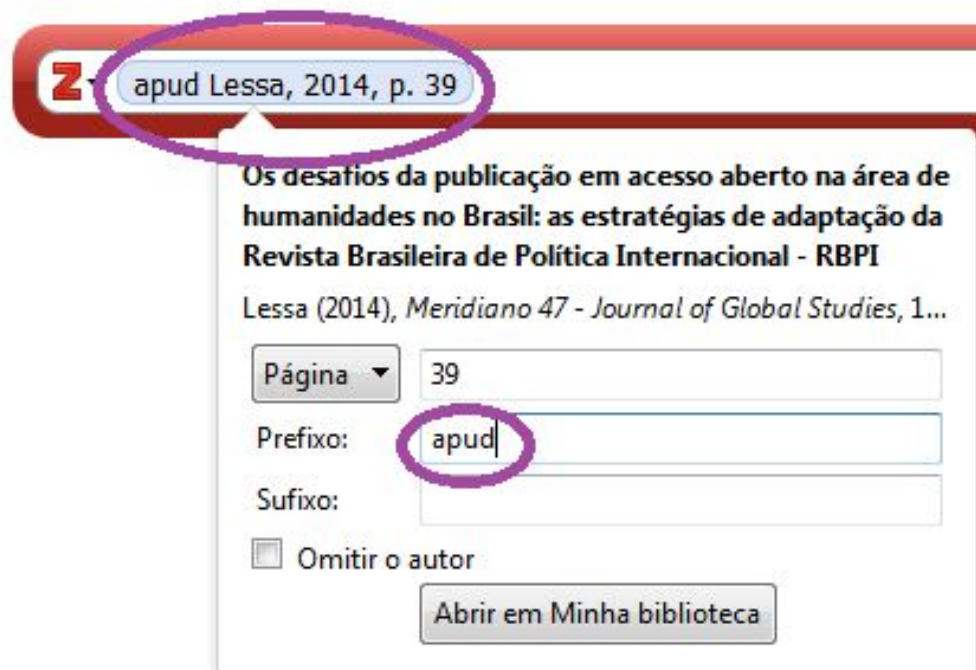 Z apud Lessa, 2014, p. 39
Os desafios da publicação em acesso aberto na área de
humanidades no Brasil: as estratégias de adaptação da
Revista Brasileira de Política Internacional - RBPI
Lessa (2014), Meridiano 47 - Journal of Global Studies, 1...
Página 39
Prefixo: apud
Sufixo:
Omitir o autor
Abrir em Minha biblioteca